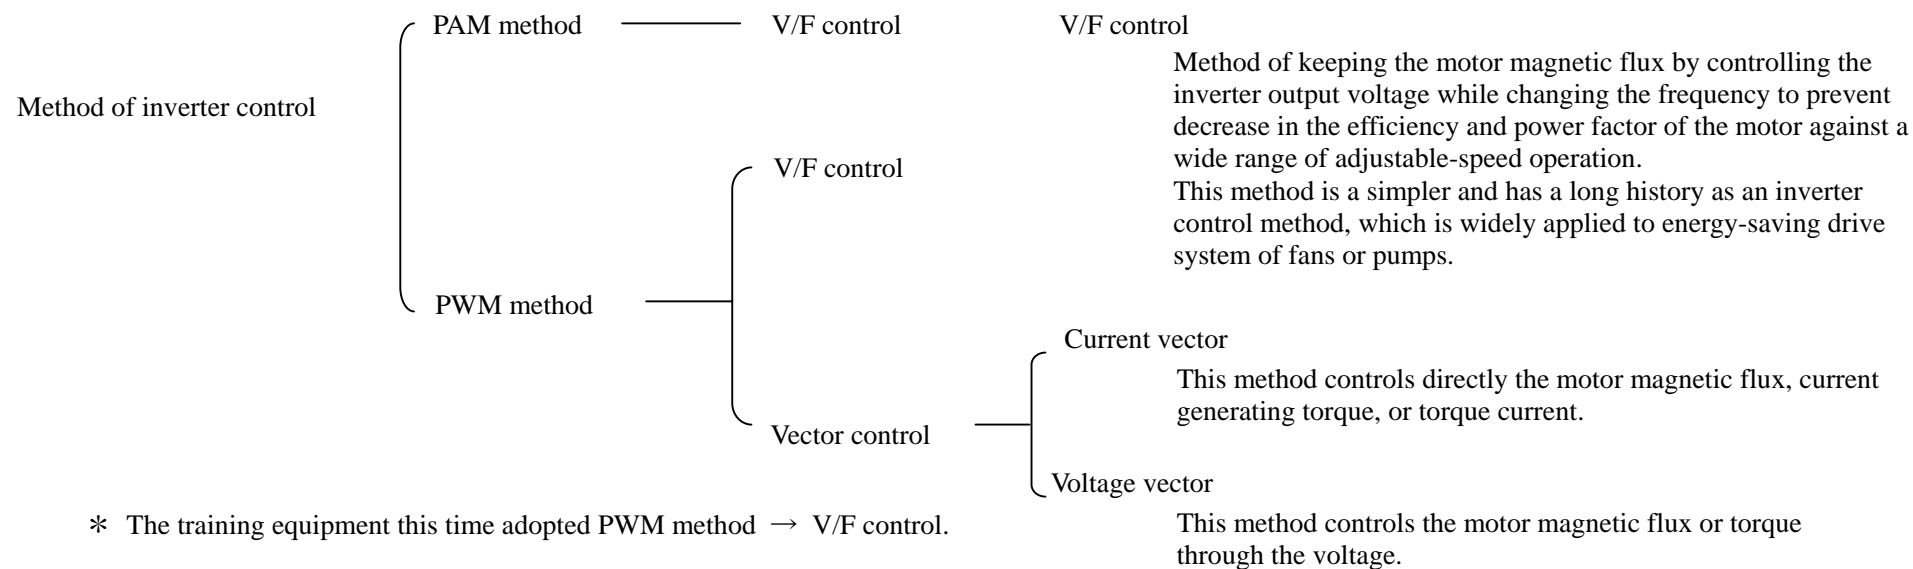 PAM method
V/F control
V/F control
Method of keeping the motor magnetic flux by controlling the
inverter output voltage while changing the frequency to prevent
decrease in the efficiency and power factor of the motor against a
wide range of adjustable-speed operation.
This method is a simpler and has a long history as an inverter
control method, which is widely applied to energy-saving drive
system of fans or pumps.
Method of inverter control
V/F control
PWM method
Current vector
This method controls directly the motor magnetic flux, current
generating torque, or torque current.
Vector control
Voltage vector
This method controls the motor magnetic flux or torque
through the voltage.
＊ The training equipment this time adopted PWM method → V/F control.